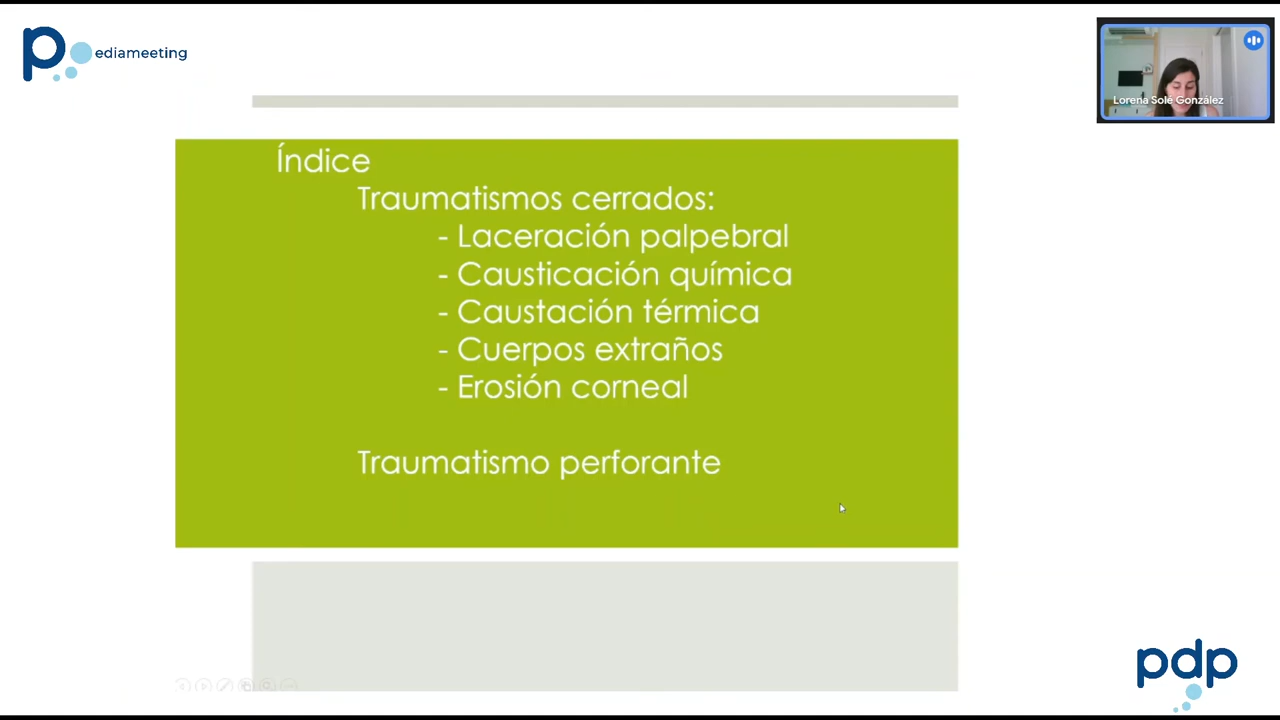 pediameeting
Lorena Solé González
Índice
Traumatismos cerrados:
- Laceración palpebral
- Causticación química
- Caustación térmica
- Cuerpos extraños
- Erosión corneal
Traumatismo perforante
pdp